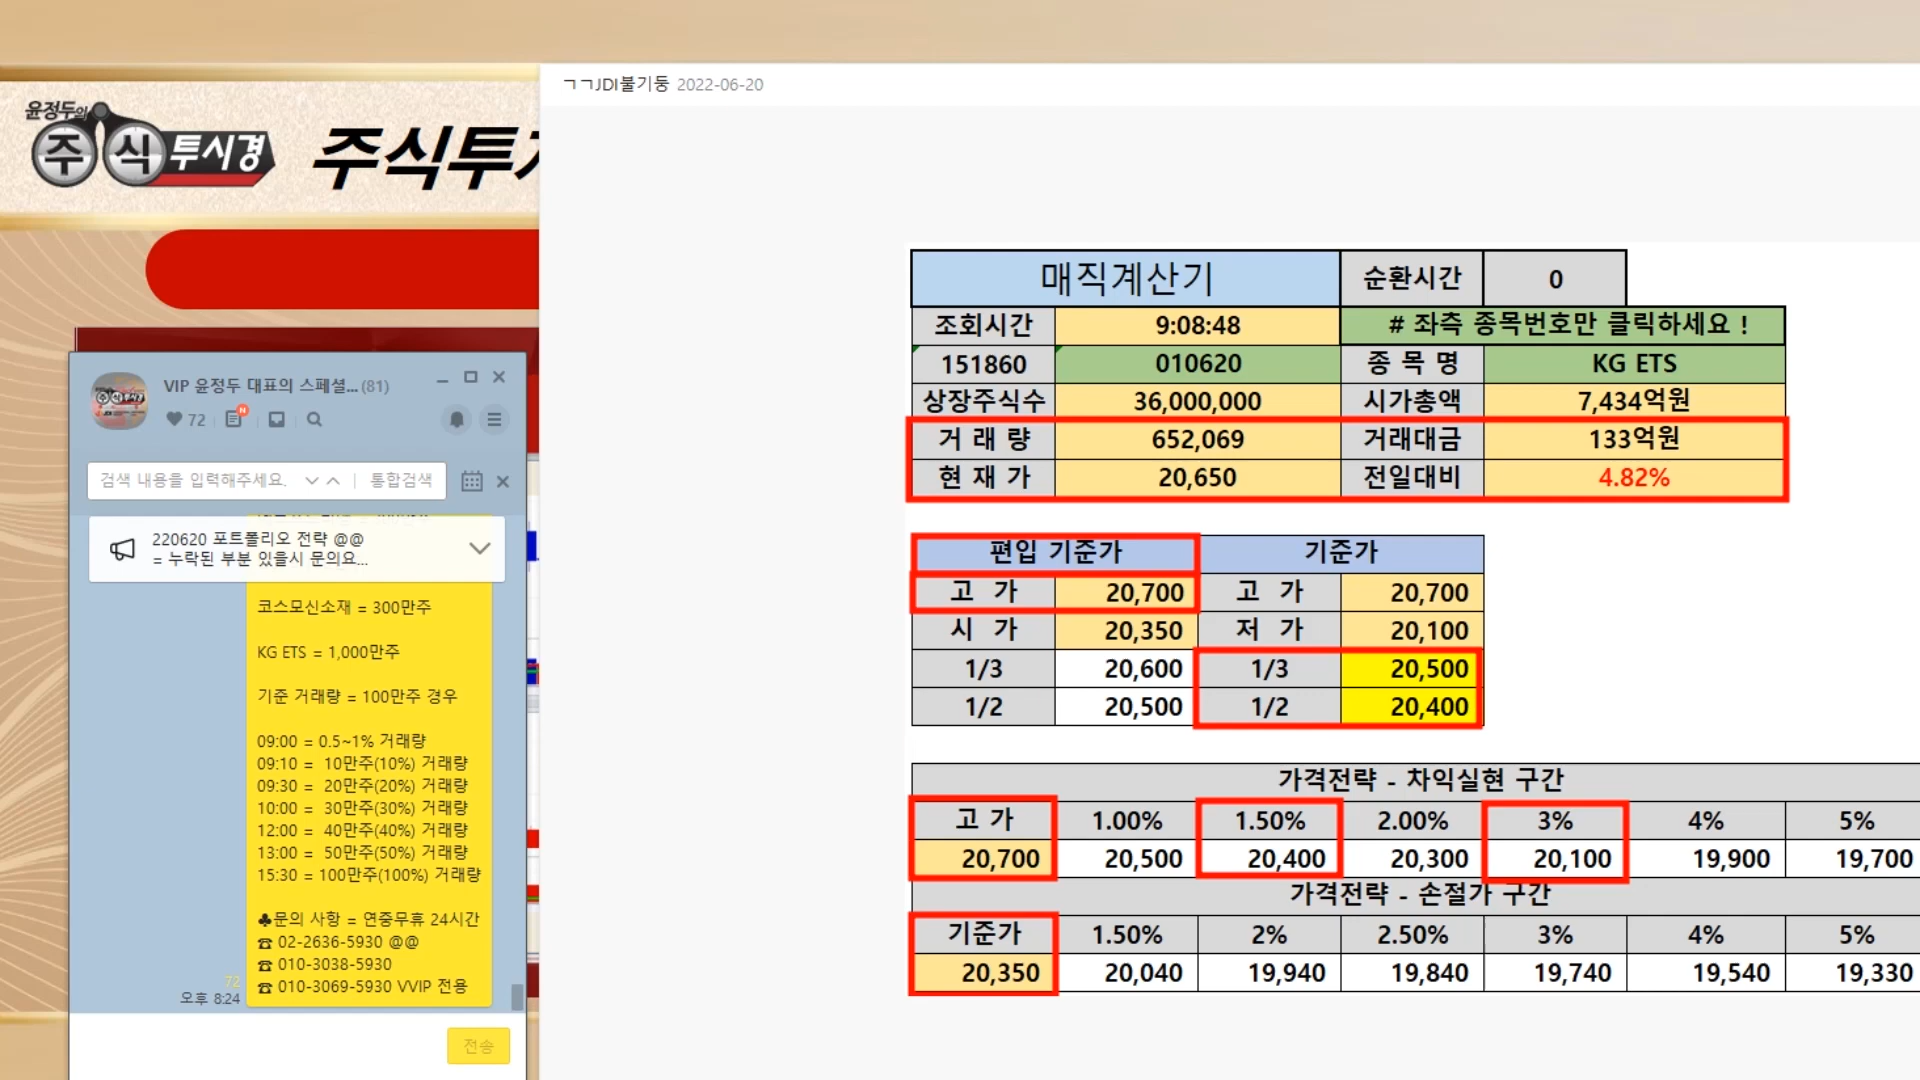 윤정두의
주식투시경
주식투
ㄱㄱJDI불기둥 2022-06-20
VIP 윤정두 대표의 스페셜... (81)
72
N
검색 내용을 입력해주세요. 통합검색
220620 포트폴리오 전략 @@
= 누락된 부분 있을시 문의요...
코스모신소재 = 300만주
KG ETS = 1,000만주
기준 거래량 = 100만주 경우
09:00 = 0.5~1% 거래량
09:10 = 10만주(10%) 거래량
09:30 = 20만주(20%) 거래량
10:00 = 30만주(30%) 거래량
12:00 = 40만주(40%) 거래량
13:00 = 50만주(50%) 거래량
15:30 = 100만주(100%) 거래량
♣문의 사항 = 연중무휴 24시간
☎ 02-2636-5930 @@
☎ 010-3038-5930
☎ 010-3069-5930 VVIP 전용
72
오후 8:24
전송
매직계산기 순환시간 0
조회시간 9:08:48 # 좌측 종목번호만 클릭하세요 !
151860 010620 종 목 명 KG ETS
상장주식수 36,000,000 시가총액 7,434억원
거 래 량 652,069 거래대금 133억원
현 재 가 20,650 전일대비 4.82%
편입 기준가 기준가
고 가 20,700 고 가 20,700
시 가 20,350 저 가 20,100
1/3 20,600 1/3 20,500
1/2 20,500 1/2 20,400
가격전략 - 차익실현 구간
고 가 1.00% 1.50% 2.00% 3% 4% 5%
20,700 20,500 20,400 20,300 20,100 19,900 19,700
가격전략 - 손절가 구간
기준가 1.50% 2% 2.50% 3% 4% 5%
20,350 20,040 19,940 19,840 19,740 19,540 19,330